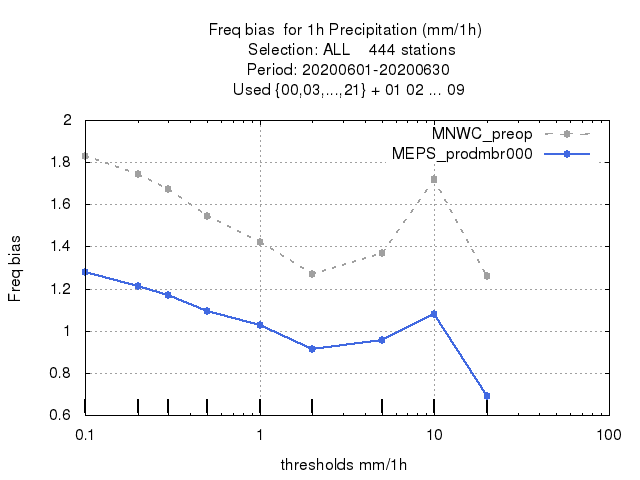 Freq bias  for 1h Precipitation (mm/1h)
Selection: ALL    444 stations
Period: 20200601-20200630
Used {00,03,...,21} + 01 02 ... 09
MNWC_preop
MEPS_prodmbr000
2
1.8
1.6
1.4
1.2
1
0.8
0.6
Freq bias
0.1 1 10 100
thresholds mm/1h